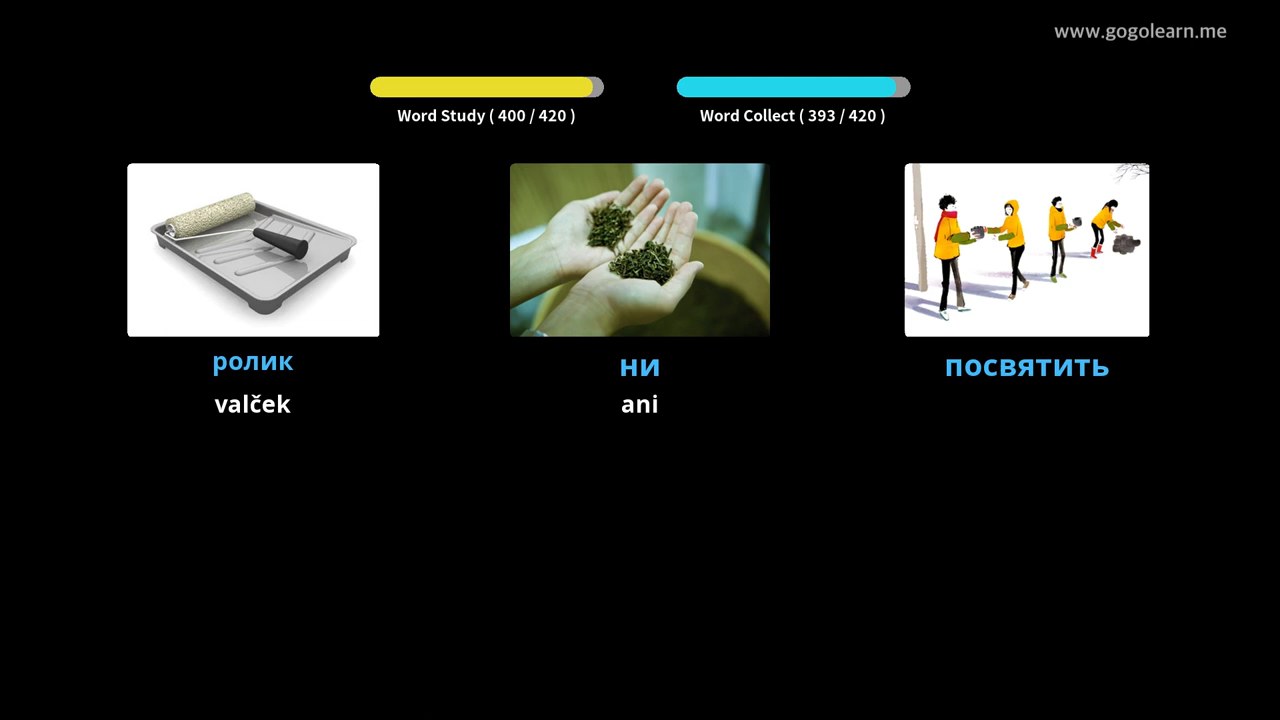 www.gogolearn.me
Word Study ( 400 / 420 )
Word Collect ( 393 / 420 )
ролик
valček
ни
ani
посвятить